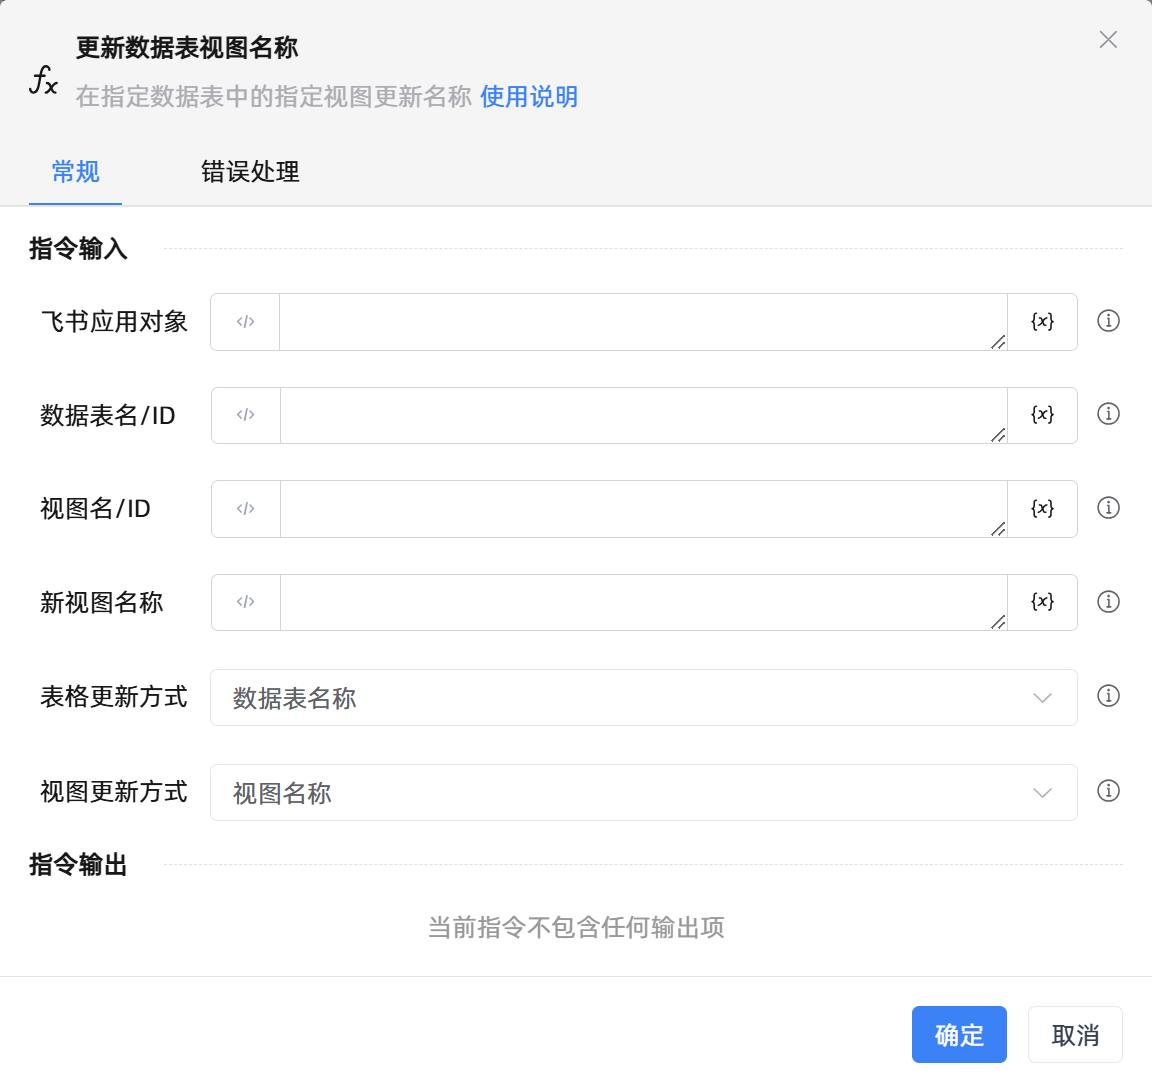 更新数据表视图名称
在指定数据表中的指定视图更新名称 使用说明
常规 错误处理
指令输入
飞书应用对象 </> {x}
数据表名/ID </> {x}
视图名/ID </> {x}
新视图名称 </> {x}
表格更新方式 数据表名称
视图更新方式 视图名称
指令输出
当前指令不包含任何输出项
确定 取消